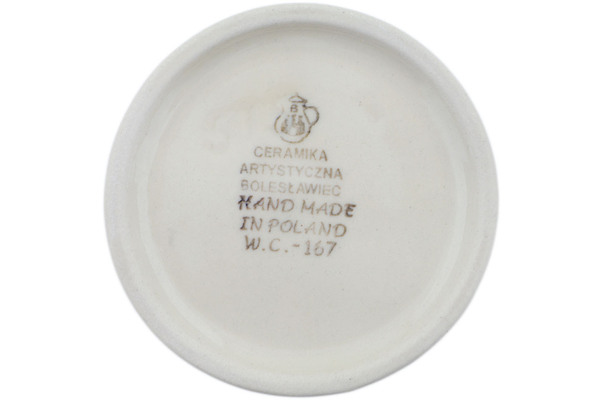 B
CERAMIKA
ARTYSTYCZNA
BOLESŁAWIEC
HAND MADE
IN POLAND
W.C.-167